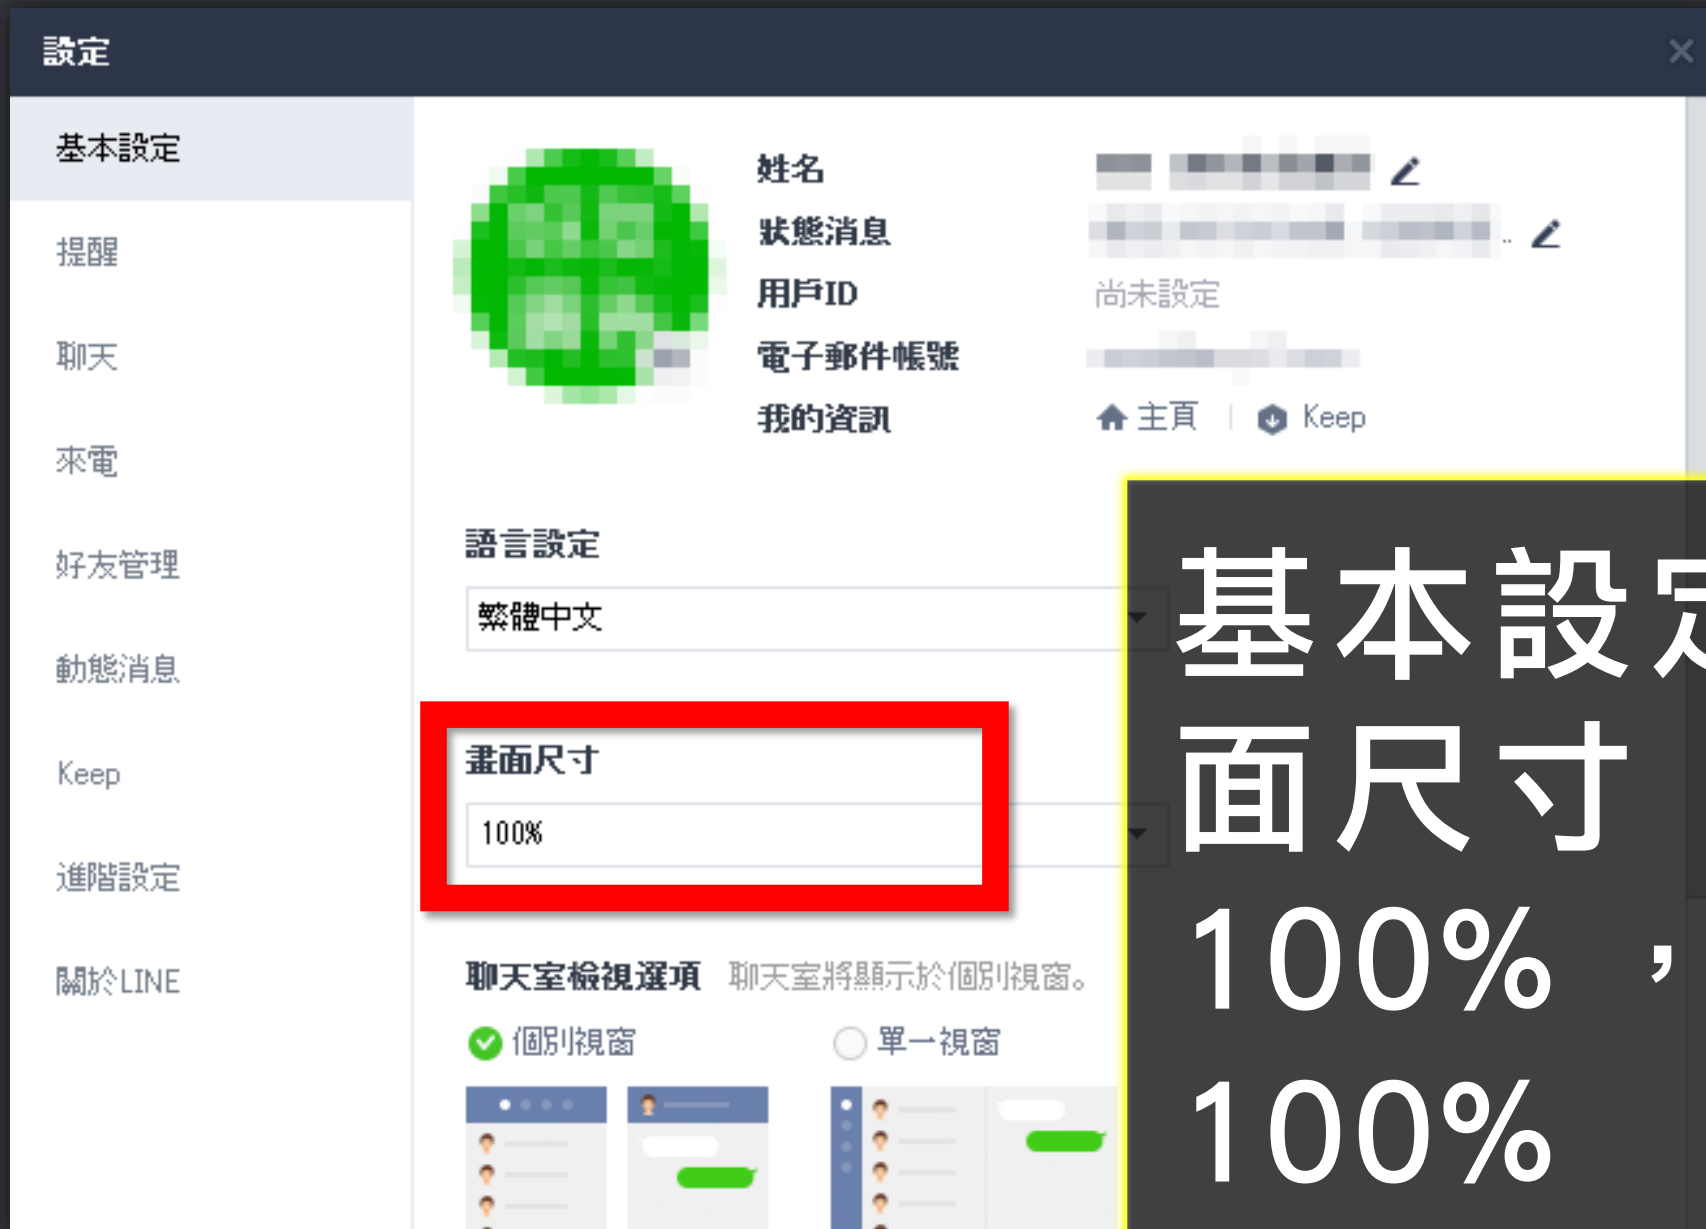 設定
基本設定
提醒
聊天
來電
好友管理
動態消息
Keep
進階設定
關於LINE
姓名
狀態消息
用戶ID 尚未設定
電子郵件帳號
我的資訊 主頁 Keep
語言設定
繁體中文
畫面尺寸
100%
聊天室檢視選項 聊天室將顯示於個別視窗。
個別視窗 單一視窗
基本設定
面尺寸
100%,
100%